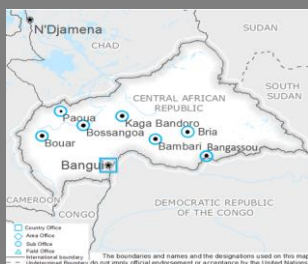 N'Djamena
SUDAN
CHAD
SOUTH
SUDAN
CENTRAL AFRICAN
REPUBLIC
Paoua
Kaga Bandoro
Bossangoa
Bria
Bouar
Bambari
Bangassou
Bangui
CAMEROON
CONGO
DEMOCRATIC REPUBLIC
OF THE CONGO
Country Office
Area Office
Sub Office
Field Office
International boundary
The boundaries and names and the designations used on this
Undetermined Boundary
do not imply official endorsement or acceptance by the United Nations